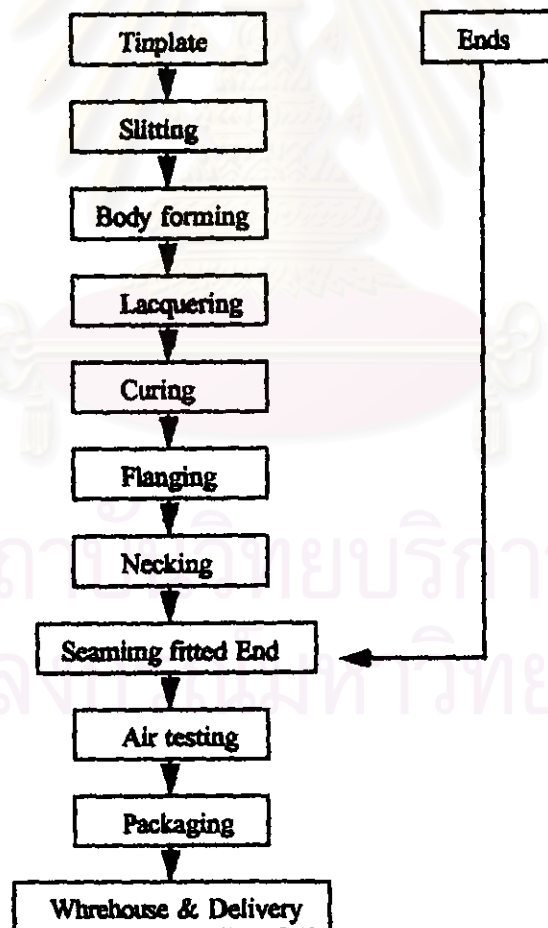 Tinplate
Ends
Slitting
Body forming
Lacquering
Curing
Flanging
Necking
Seamimg fitted End
Air testing
Packaging
Whrehouse & Delivery